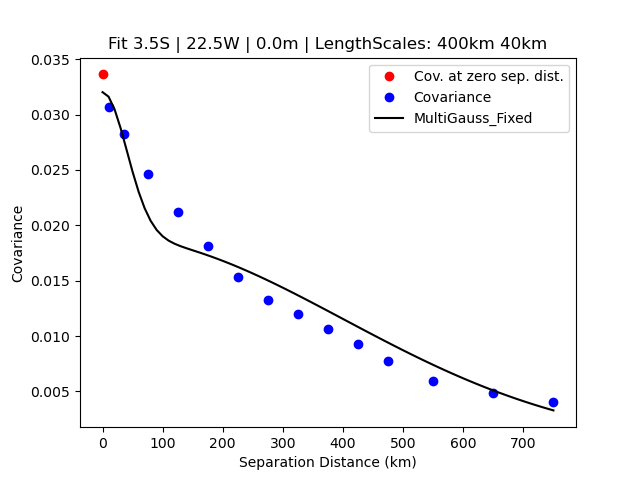 Fit 3.5S | 22.5W | 0.0m | LengthScales: 400km 40km
Cov. at zero sep. dist.
Covariance
MultiGauss_Fixed
Covariance
0.035
0.030
0.025
0.020
0.015
0.010
0.005
0 100 200 300 400 500 600 700
Separation Distance (km)